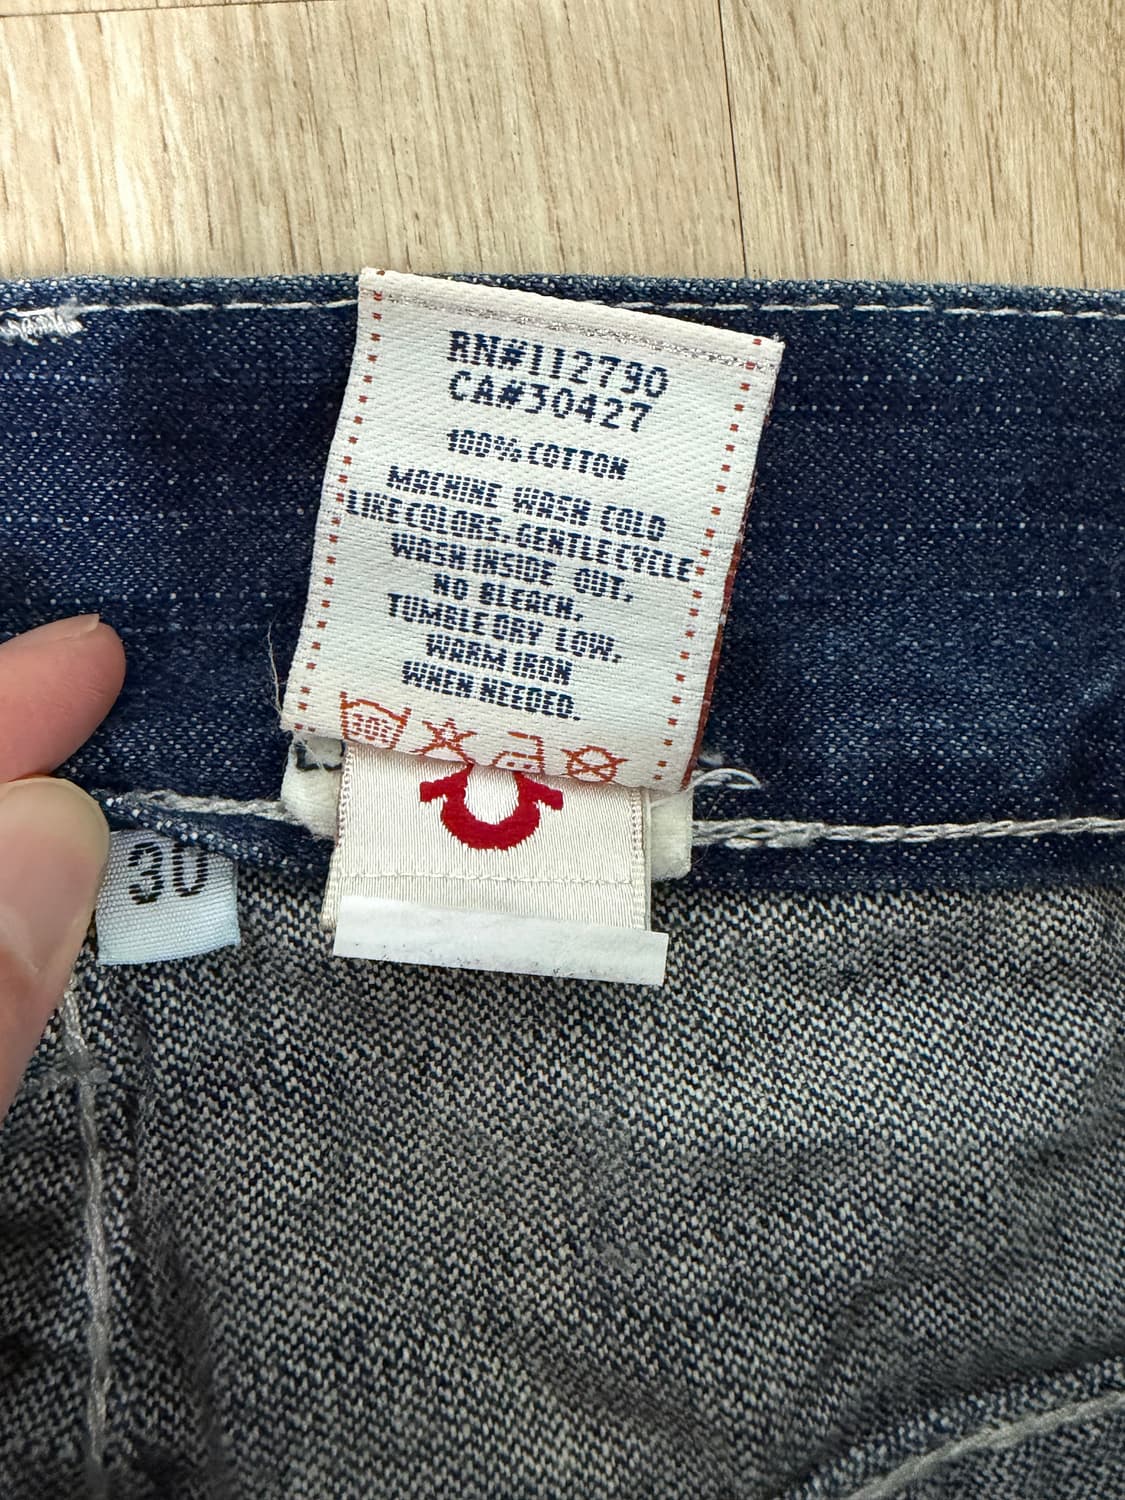 RN#112790
CA#30427
100% COTTON
MACHINE WASH COLD
LIKE COLORS. GENTLE CYCLE
WASH INSIDE OUT.
NO BLEACH.
TUMBLE DRY LOW.
WARM IRON
WHEN NEEDED.
30
30